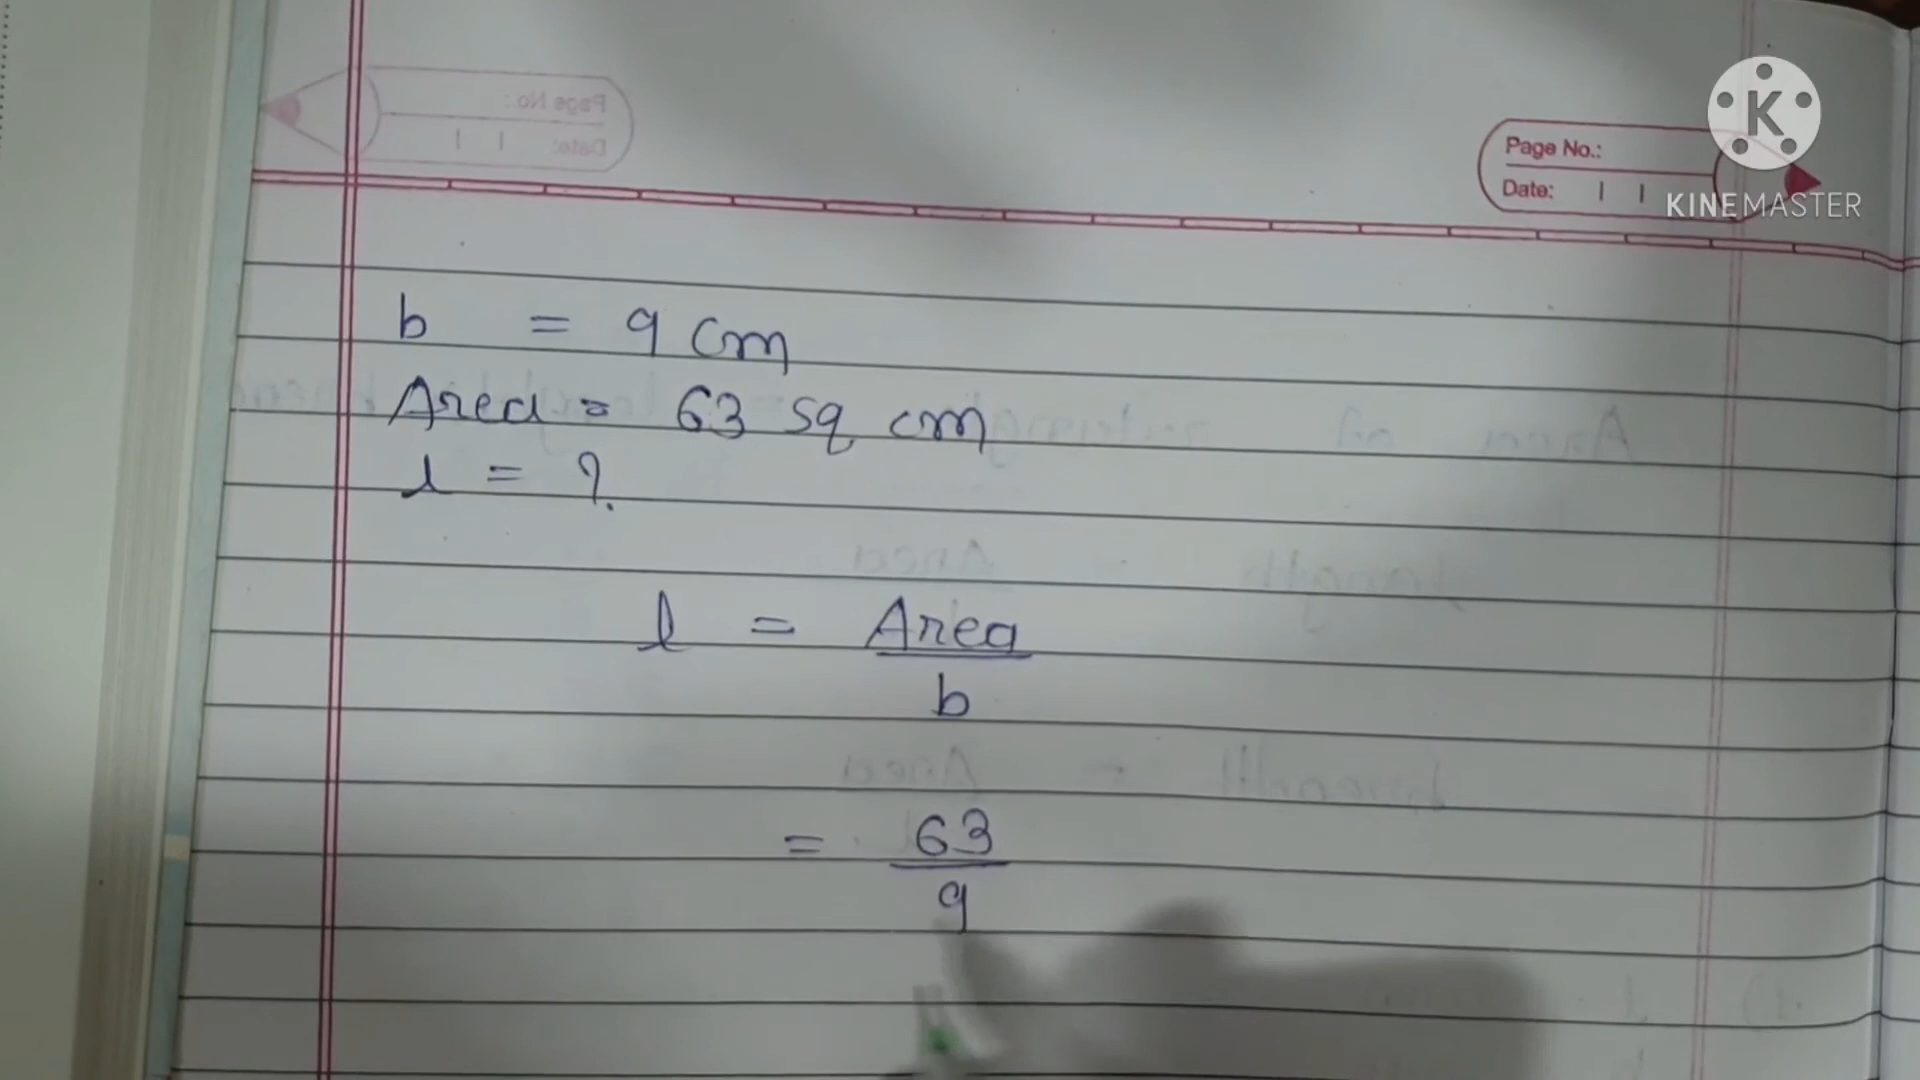 Page No.:
Date:
KINEMASTER
b = 9 cm
Area = 63 sq cm
l = ?
l = Area
b
= 63
9